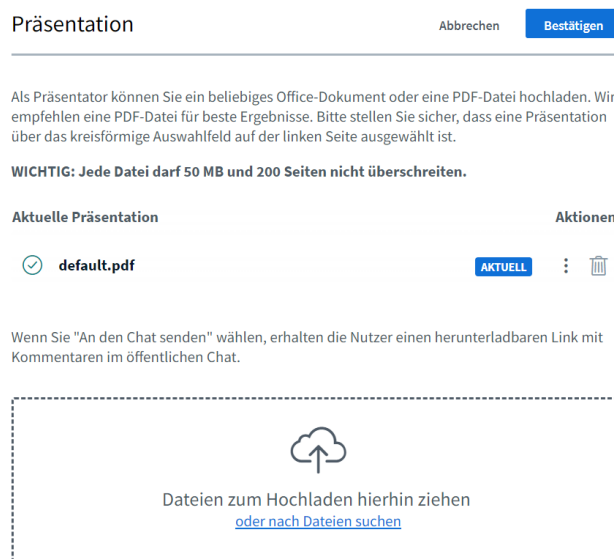 Präsentation
Abbrechen
Bestätigen
Als Präsentator können Sie ein beliebiges Office-Dokument oder eine PDF-Datei hochladen. Wir
empfehlen eine PDF-Datei für beste Ergebnisse. Bitte stellen Sie sicher, dass eine Präsentation
über das kreisförmige Auswahlfeld auf der linken Seite ausgewählt ist.
WICHTIG: Jede Datei darf 50 MB und 200 Seiten nicht überschreiten.
Aktuelle Präsentation
Aktionen
default.pdf
AKTUELL
Wenn Sie "An den Chat senden" wählen, erhalten die Nutzer einen herunterladbaren Link mit
Kommentaren im öffentlichen Chat.
Dateien zum Hochladen hierhin ziehen
oder nach Dateien suchen